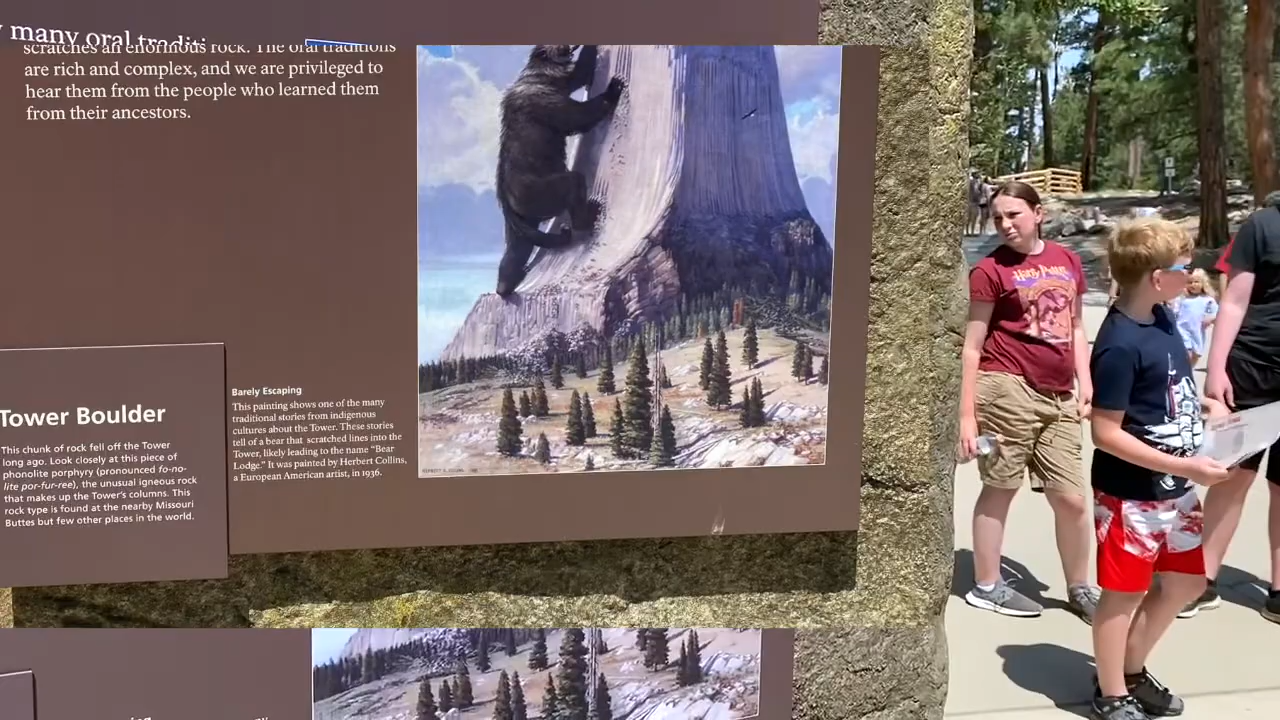 many oral
scratches an enormous rock. The oral traditions
are rich and complex, and we are privileged to
hear them from the people who learned them
from their ancestors.
Tower Boulder
This chunk of rock fell off the Tower
long ago. Look closely at this piece of
phonolite porphyry (pronounced fo-no-
lite por-fur-ree), the unusual igneous rock
that makes up the Tower's columns. This
rock type is found at the nearby Missouri
Buttes but few other places in the world.
Barely Escaping
This painting shows one of the many
traditional stories from indigenous
cultures about the Tower. These stories
tell of a bear that scratched lines into the
Tower, likely leading to the name “Bear
Lodge.” It was painted by Herbert Collins,
a European American artist, in 1936.
Harry Potter